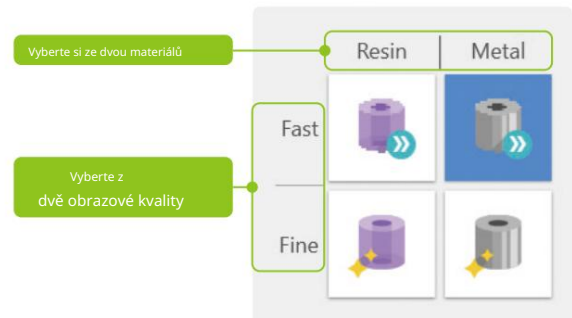 Vyberte si ze dvou materiálů
Resin Metal
Fast
Vyberte z
dvě obrazové kvality
Fine